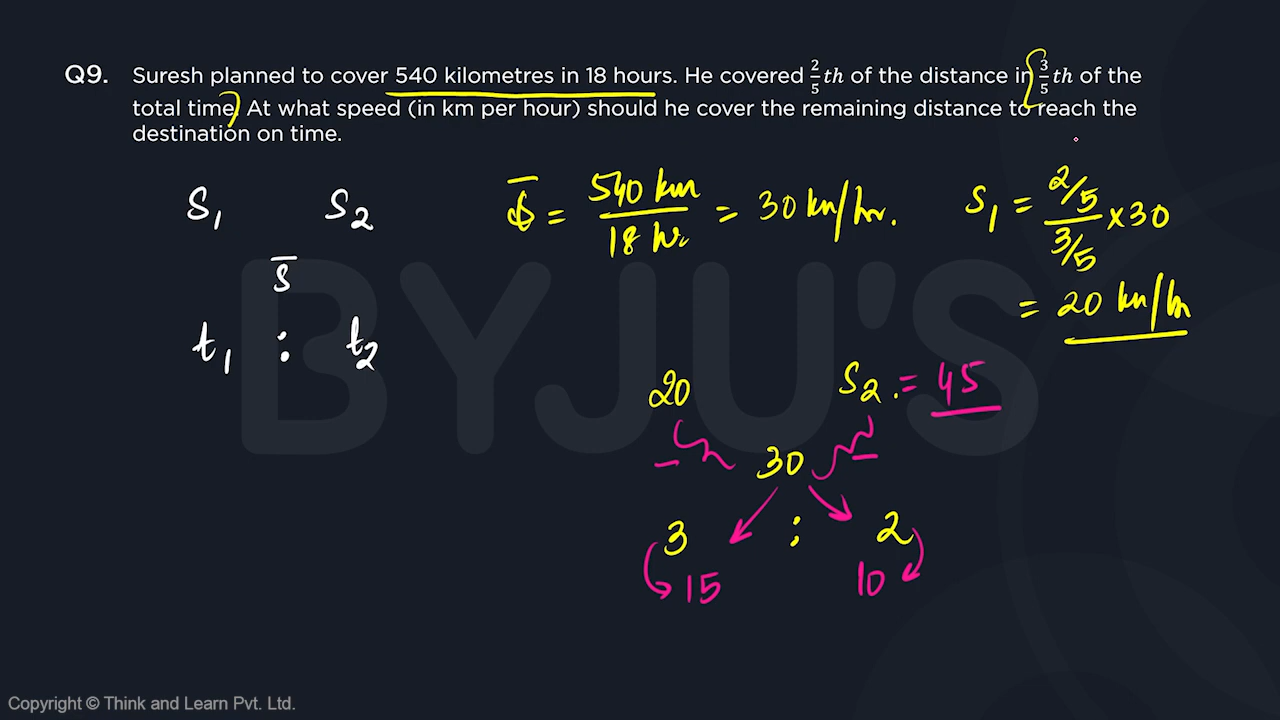 Q9. Suresh planned to cover 540 kilometres in 18 hours. He covered 2/5 th of the distance in 3/5 th of the
total time. At what speed (in km per hour) should he cover the remaining distance to reach the
destination on time.
S₁ S₂
S̄
t₁ : t₂
S̄ = 540 km / 18 hr = 30 km/hr.
S₁ = 2/5 / 3/5 × 30
= 20 km/hr
20 S₂ = 45
30
3 : 2
15 10
BYJU'S
Copyright © Think and Learn Pvt. Ltd.